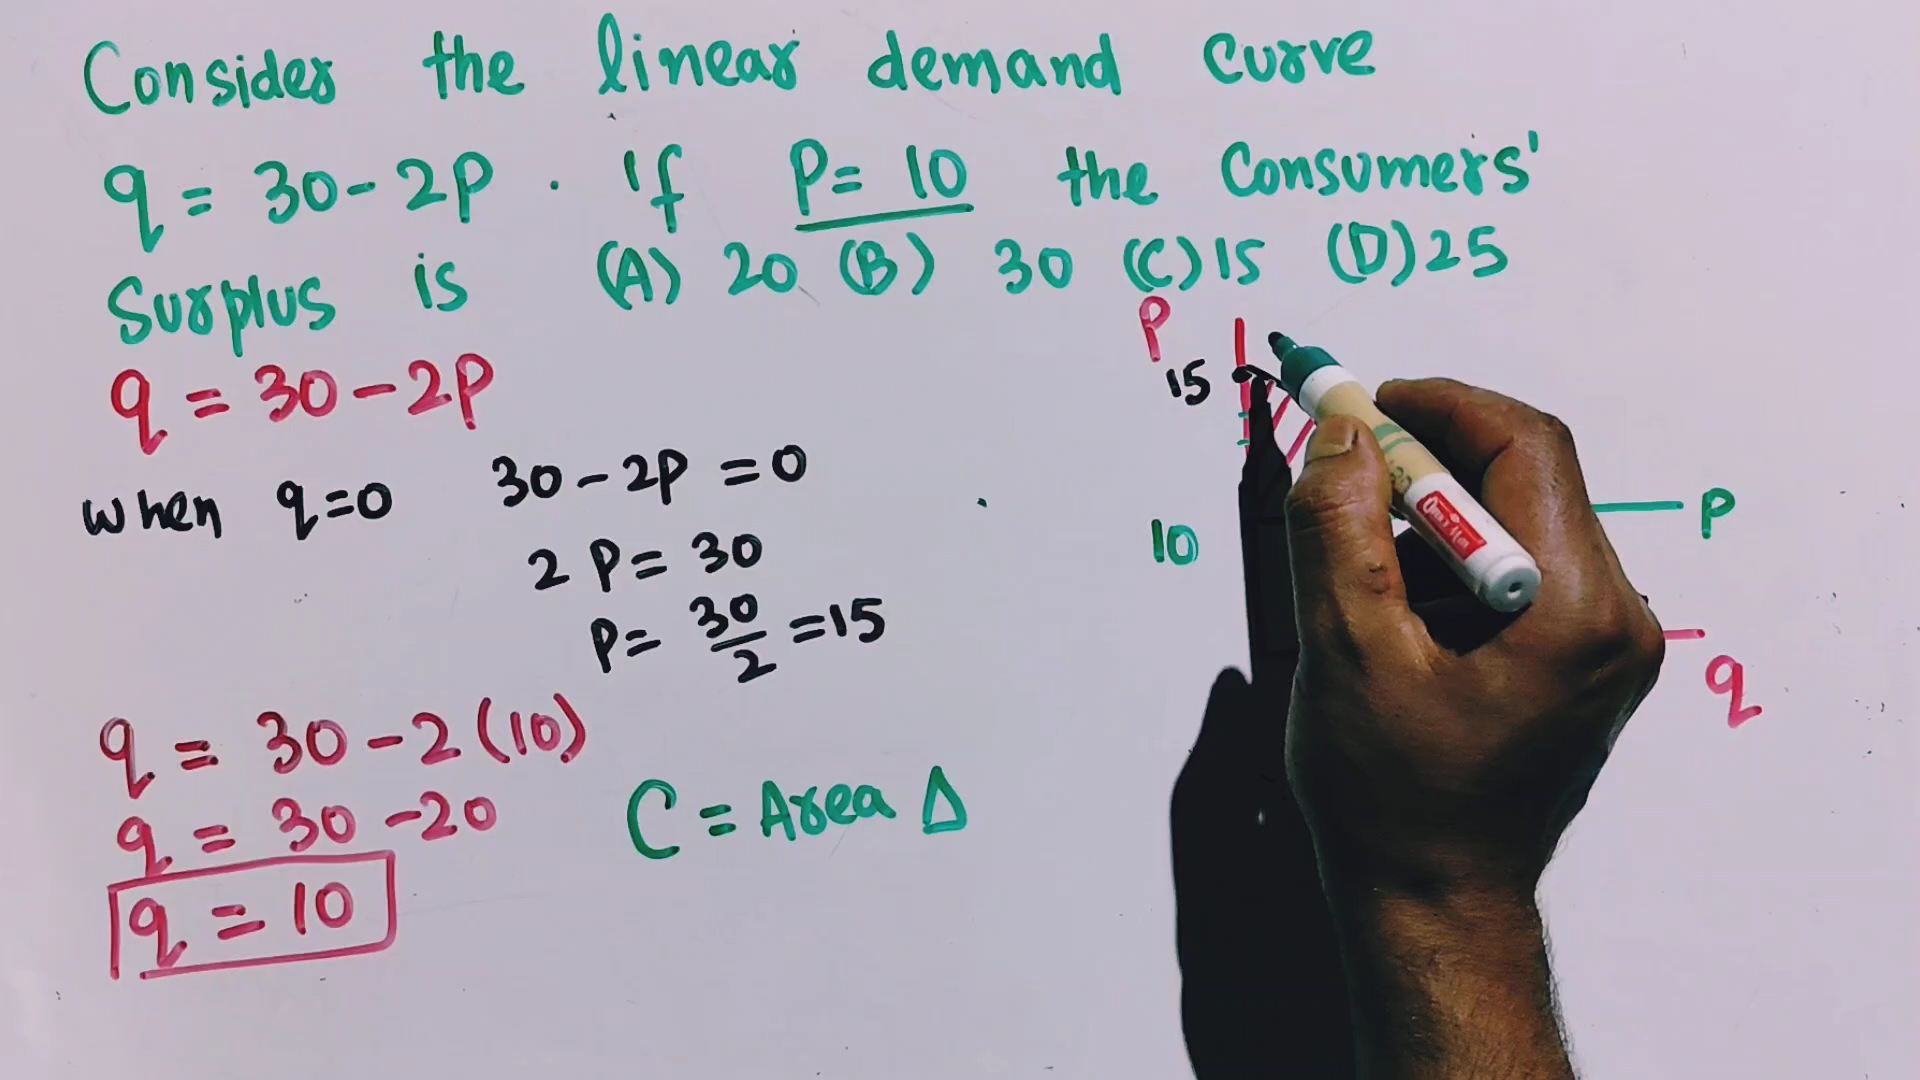 Consider the linear demand curve
q = 30 - 2p . if P = 10 the Consumers'
Surplus is (A) 20 (B) 30 (C) 15 (D) 25
q = 30 - 2P
when q = 0 30 - 2P = 0
2 P = 30
P = 30/2 = 15
q = 30 - 2 (10)
q = 30 - 20
q = 10
C = Area Δ
P
15
10
P
q